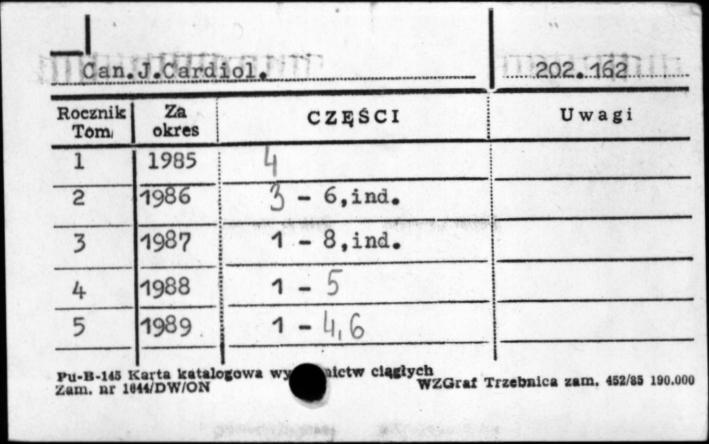 Can.J.Cardiol. 202.162
Rocznik Tom Za okres CZĘŚCI Uwagi
1 1985 4
2 1986 3 - 6,ind.
3 1987 1 - 8,ind.
4 1988 1 - 5
5 1989 1 - 4,6
Pu-B-145 Karta katalogowa ciągłych
Zam. nr 1644/DW/ON WZGraf Trzebnica zam. 452/85 190.000